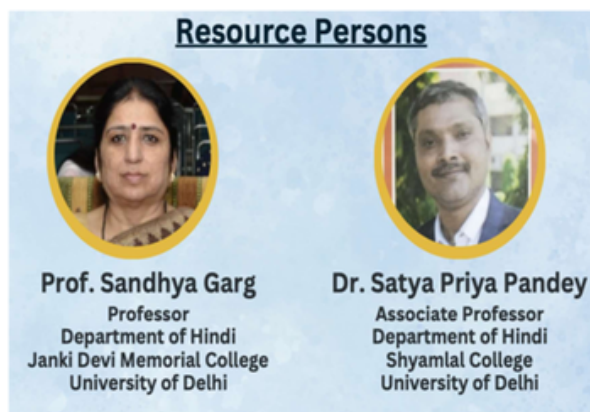 Resource Persons
Prof. Sandhya Garg
Professor
Department of Hindi
Janki Devi Memorial College
University of Delhi
Dr. Satya Priya Pandey
Associate Professor
Department of Hindi
Shyamlal College
University of Delhi